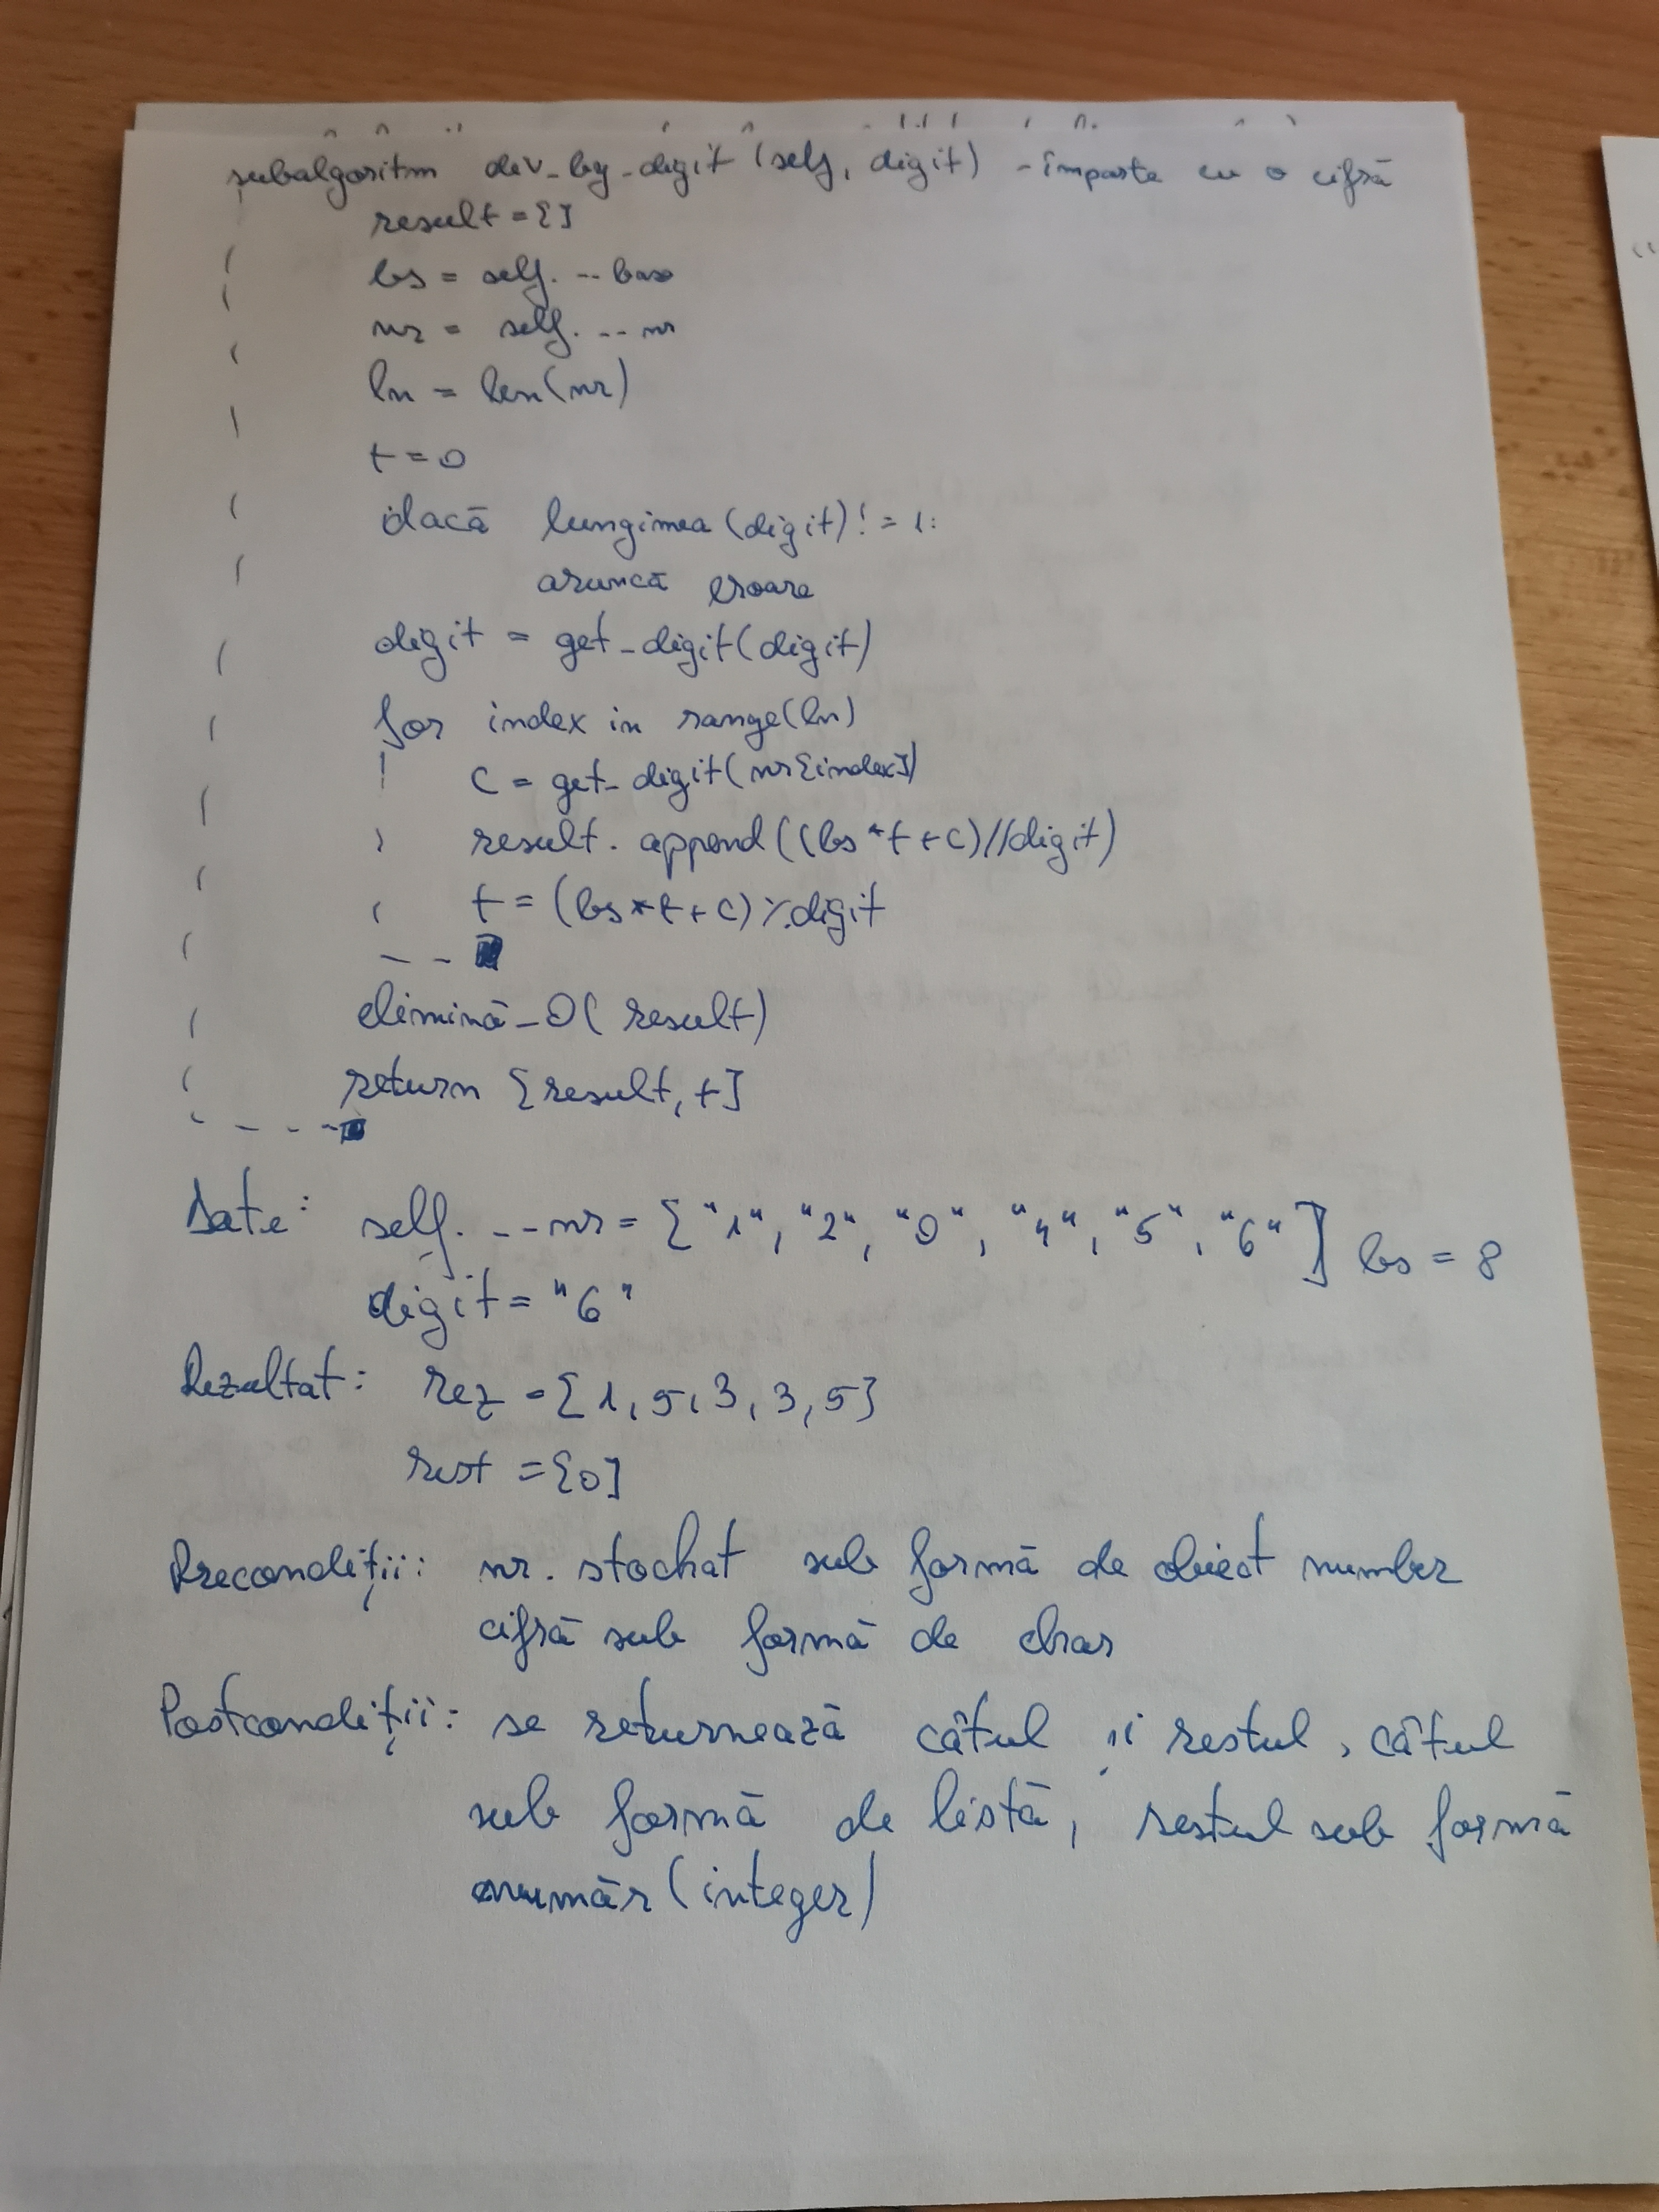 subalgoritm div_by_digit (self, digit) - împarte cu o cifră
result = []
bs = self. __base
nr = self. __nr
ln = len(nr)
t = 0
dacă lungimea (digit) != 1:
aruncă eroare
digit = get_digit(digit)
for index in range(ln)
c = get_digit(nr[index])
result. append((bs*t+c)//digit)
t = (bs*t+c)%digit
elimină_0( result)
return [result, t]
Date: self. __nr = ["1", "2", "0", "4", "5", "6"] bs = 8
digit = "6"
Rezultat: rez = [1, 5, 3, 3, 5]
rest = [0]
Precondiții: nr. stochat sub formă de obiect number
cifră sub formă de char
Postcondiții: se returnează câtul și restul, câtul
sub formă de listă, restul sub formă
număr (integer)